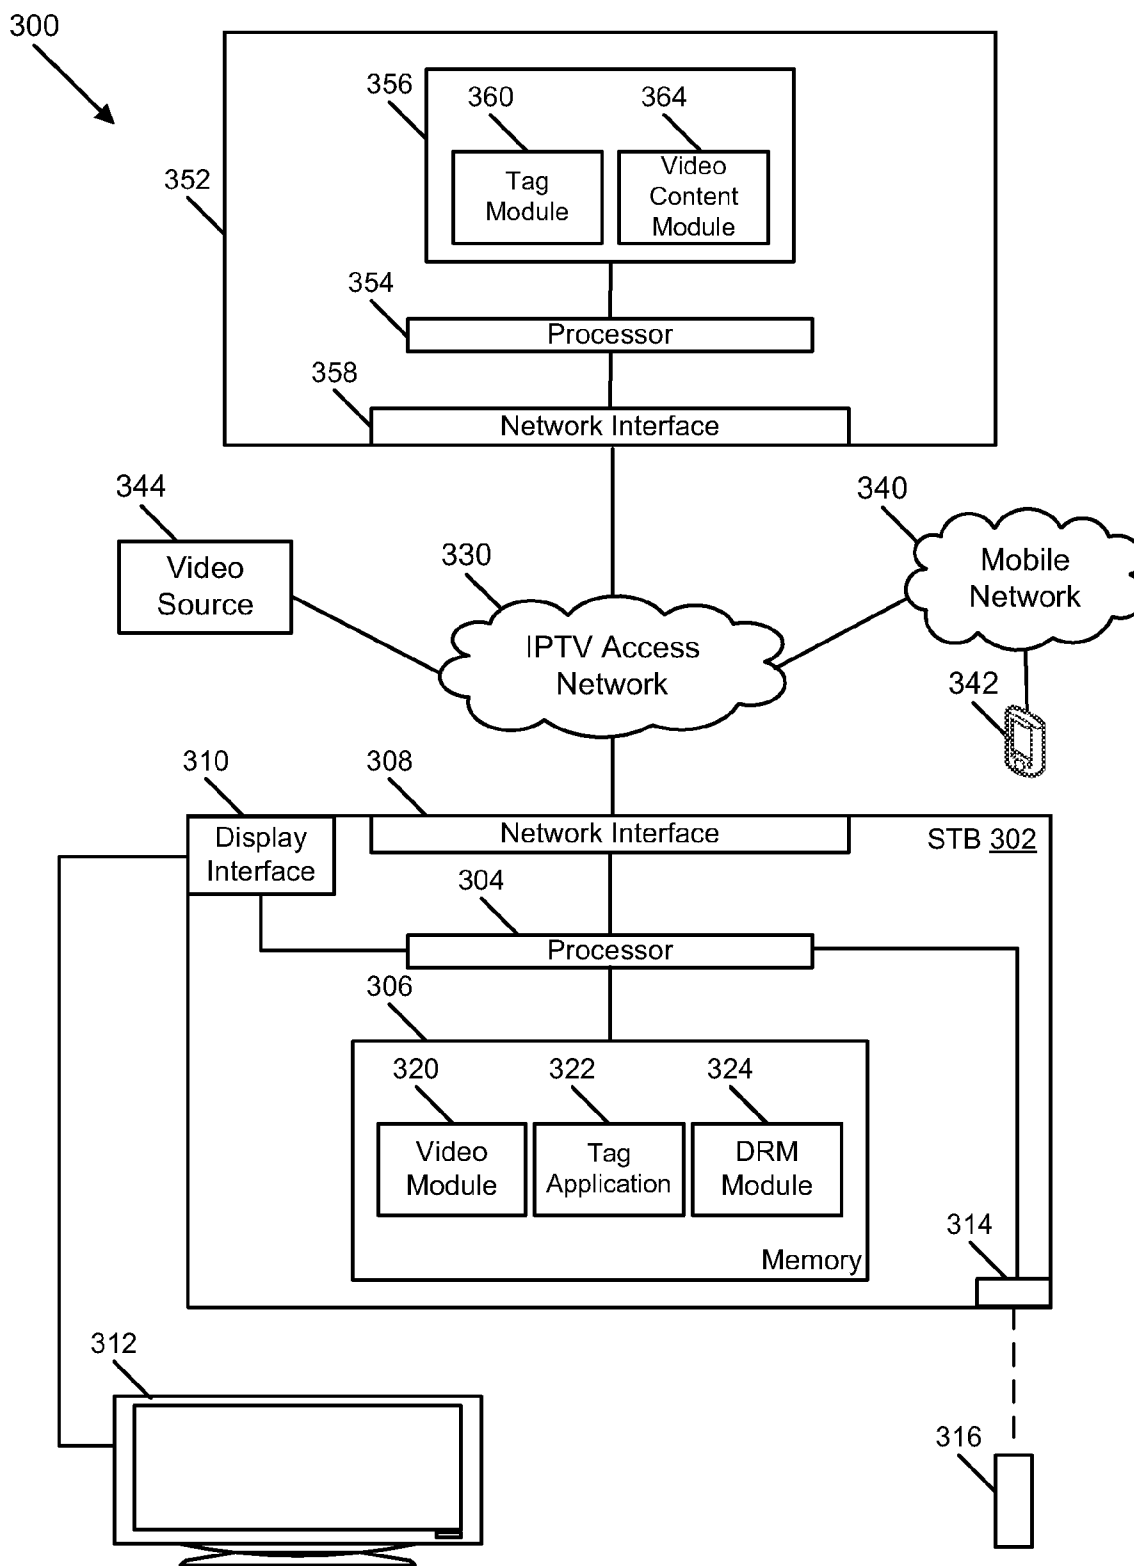 300
356
360
364
352
Tag
Module
Video
Content
Module
354
Processor
358
Network Interface
344
Video
Source
330
IPTV Access
Network
340
Mobile
Network
342
310
308
Display
Interface
Network Interface
STB 302
304
Processor
306
320
322
324
Video
Module
Tag
Application
DRM
Module
Memory
314
312
316